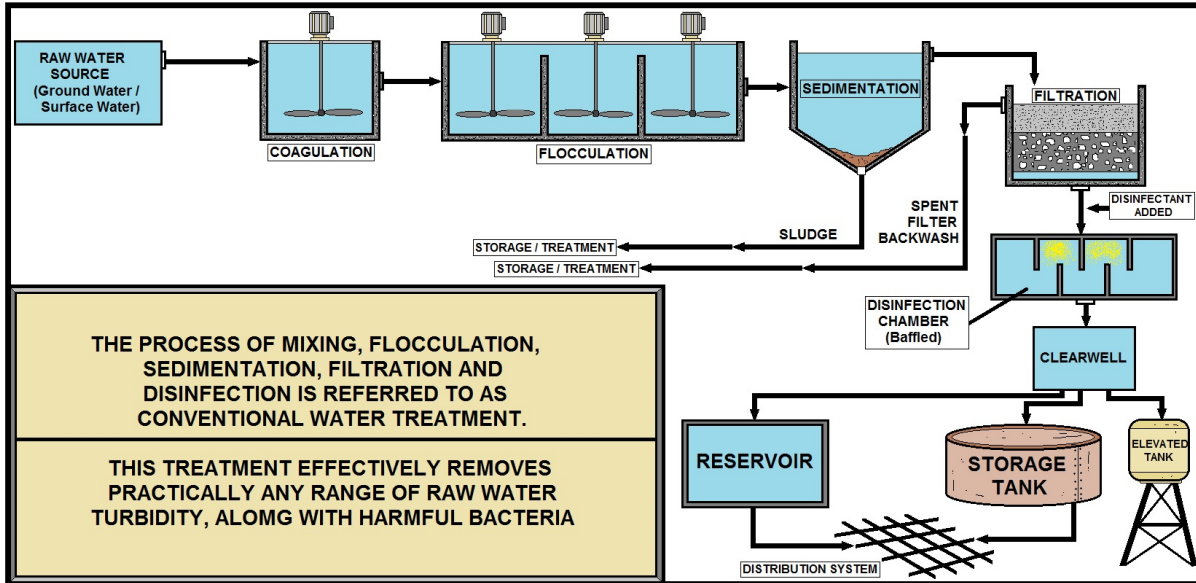 RAW WATER
SOURCE
(Ground Water /
Surface Water)
COAGULATION
FLOCCULATION
SEDIMENTATION
FILTRATION
DISINFECTANT
ADDED
SPENT
FILTER
BACKWASH
SLUDGE
STORAGE / TREATMENT
STORAGE / TREATMENT
DISINFECTION
CHAMBER
(Baffled)
CLEARWELL
RESERVOIR
STORAGE
TANK
ELEVATED
TANK
DISTRIBUTION SYSTEM
THE PROCESS OF MIXING, FLOCCULATION,
SEDIMENTATION, FILTRATION AND
DISINFECTION IS REFERRED TO AS
CONVENTIONAL WATER TREATMENT.
THIS TREATMENT EFFECTIVELY REMOVES
PRACTICALLY ANY RANGE OF RAW WATER
TURBIDITY, ALOMG WITH HARMFUL BACTERIA